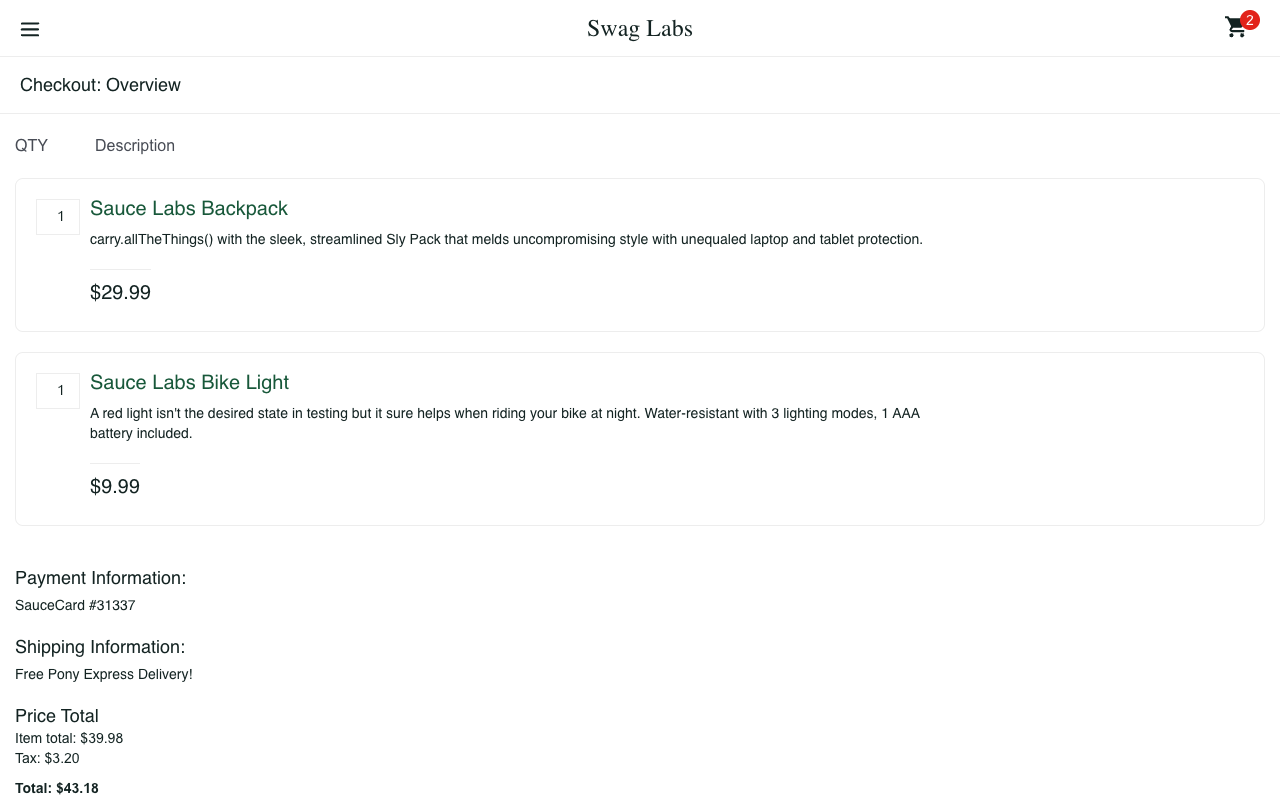 Swag Labs
2
Checkout: Overview
QTY Description
1
Sauce Labs Backpack
carry.allTheThings() with the sleek, streamlined Sly Pack that melds uncompromising style with unequaled laptop and tablet protection.
$29.99
1
Sauce Labs Bike Light
A red light isn't the desired state in testing but it sure helps when riding your bike at night. Water-resistant with 3 lighting modes, 1 AAA
battery included.
$9.99
Payment Information:
SauceCard #31337
Shipping Information:
Free Pony Express Delivery!
Price Total
Item total: $39.98
Tax: $3.20
Total: $43.18